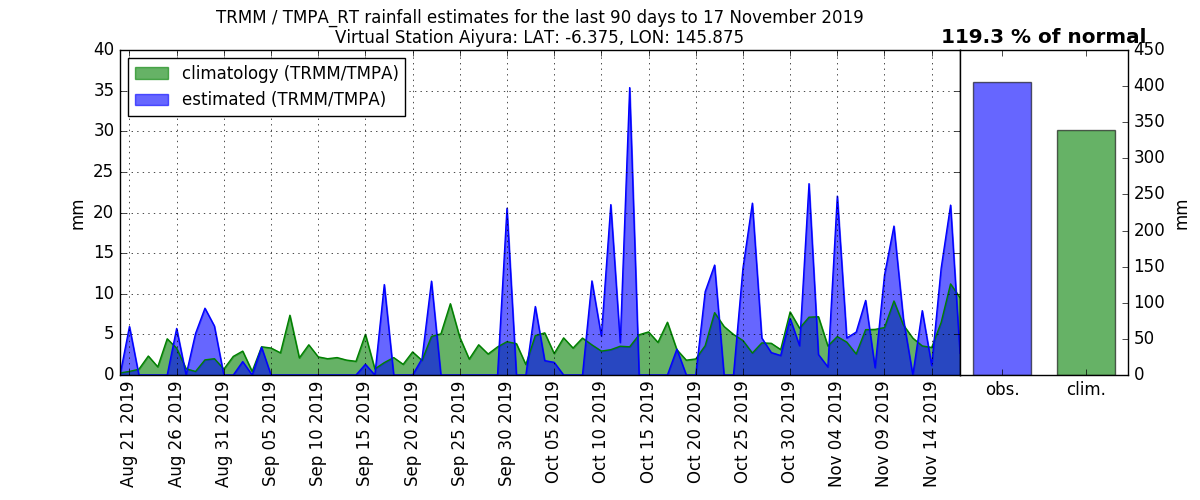 TRMM / TMPA_RT rainfall estimates for the last 90 days to 17 November 2019
Virtual Station Aiyura: LAT: -6.375, LON: 145.875
119.3 % of normal
climatology (TRMM/TMPA)
estimated (TRMM/TMPA)
40
35
30
25
20
15
10
5
0
mm
Aug 21 2019
Aug 26 2019
Aug 31 2019
Sep 05 2019
Sep 10 2019
Sep 15 2019
Sep 20 2019
Sep 25 2019
Sep 30 2019
Oct 05 2019
Oct 10 2019
Oct 15 2019
Oct 20 2019
Oct 25 2019
Oct 30 2019
Nov 04 2019
Nov 09 2019
Nov 14 2019
obs.
clim.
450
400
350
300
250
200
150
100
50
0
mm